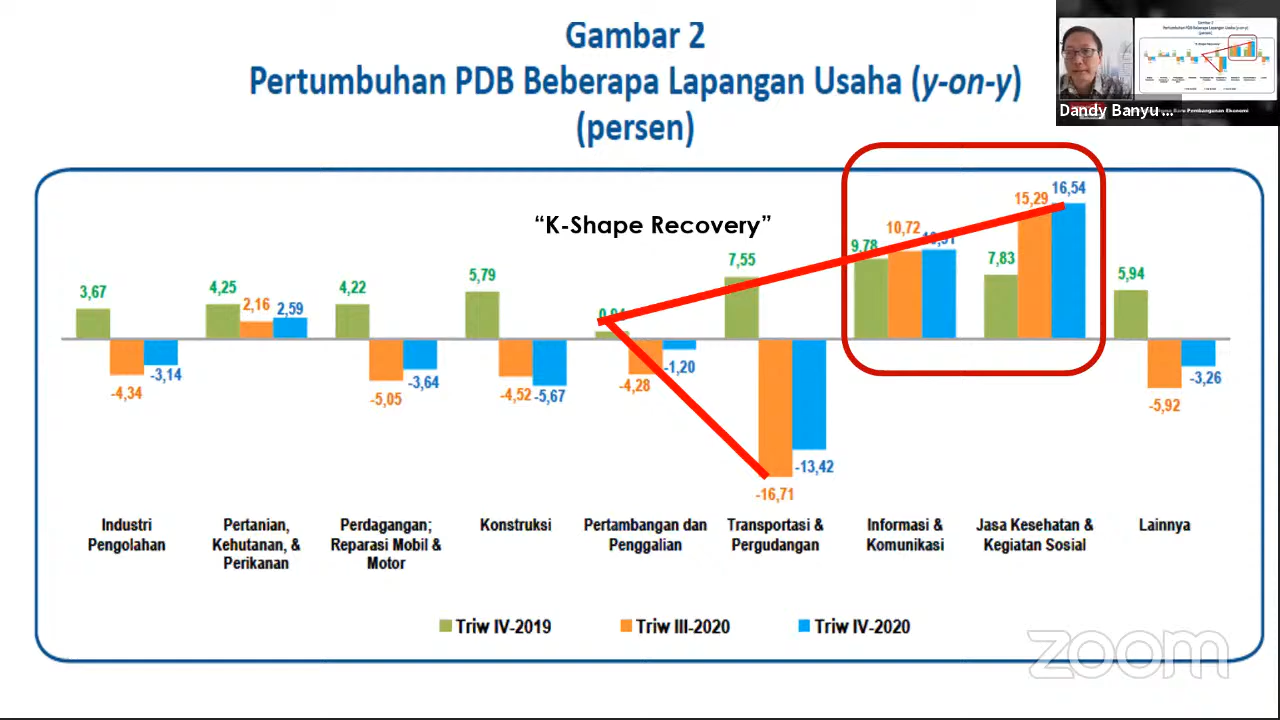 Gambar 2
Pertumbuhan PDB Beberapa Lapangan Usaha (y-on-y)
(persen)
Dandy Banyu ...
"K-Shape Recovery"
3,67
-4,34
-3,14
4,25
2,16
2,59
4,22
-5,05
-3,64
5,79
-4,52
-5,67
-4,28
-1,20
7,55
-16,71
-13,42
9,78
10,72
7,83
15,29
16,54
5,94
-5,92
-3,26
Industri
Pengolahan
Pertanian,
Kehutanan, &
Perikanan
Perdagangan;
Reparasi Mobil &
Motor
Konstruksi
Pertambangan dan
Penggalian
Transportasi &
Pergudangan
Informasi &
Komunikasi
Jasa Kesehatan &
Kegiatan Sosial
Lainnya
Triw IV-2019
Triw III-2020
Triw IV-2020
zoom